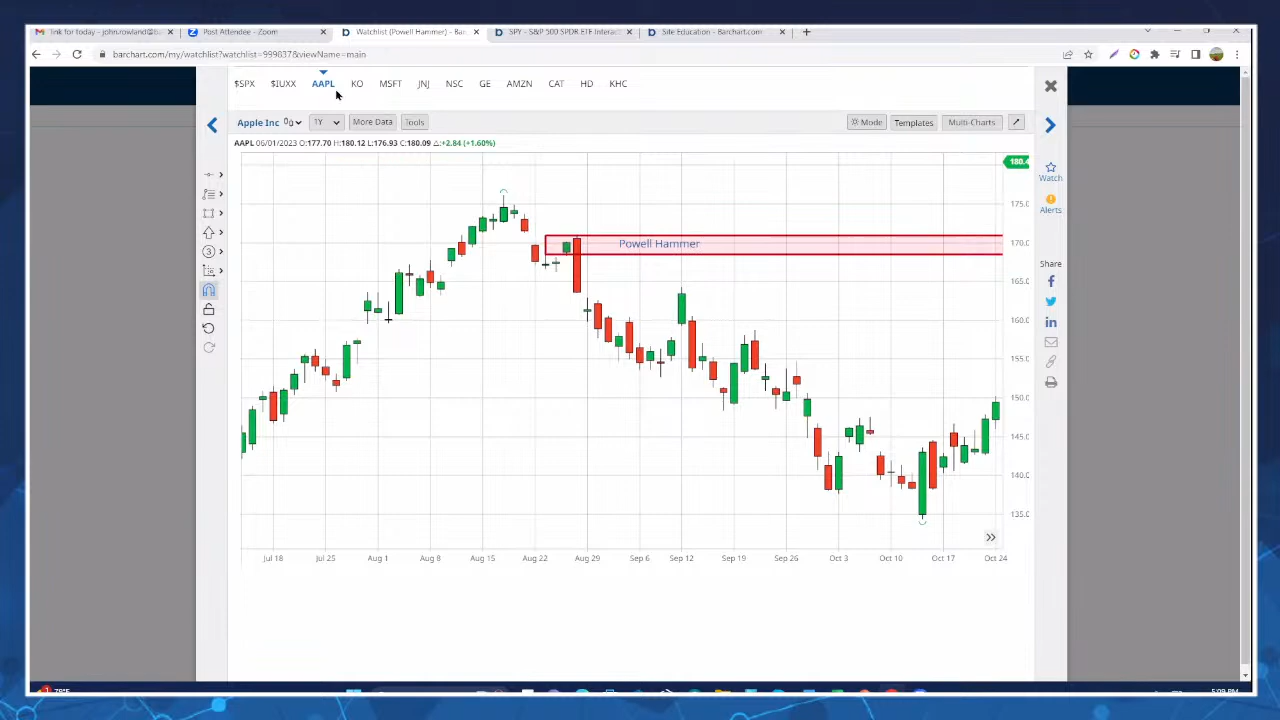 link for today - john.rowland@b
Post Attendee - Zoom
Watchlist (Powell Hammer) - Bar
SPY - S&P 500 SPDR ETF Interact
Site Education - Barchart.com
barchart.com/my/watchlist?watchlist=999837&viewName=main
$SPX $IUXX AAPL KO MSFT JNJ NSC GE AMZN CAT HD KHC
Apple Inc 1Y More Data Tools Mode Templates Multi-Charts
AAPL 06/01/2023 O:177.70 H:180.12 L:176.93 C:180.09 Δ:+2.84 (+1.60%)
180.4
Watch
175.0
Alerts
Powell Hammer
170.0
Share
165.0
160.0
155.0
150.0
145.0
140.0
135.0
Jul 18 Jul 25 Aug 1 Aug 8 Aug 15 Aug 22 Aug 29 Sep 6 Sep 12 Sep 19 Sep 26 Oct 3 Oct 10 Oct 17 Oct 24